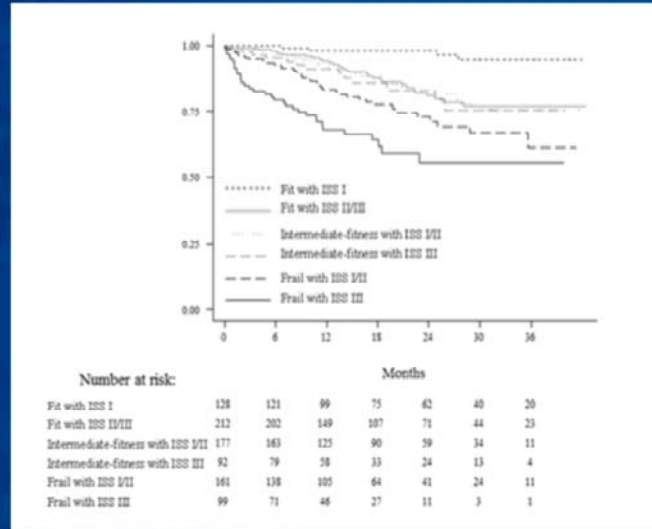 1.00
0.75
0.50
0.25
0.00
Fit with ISS I
Fit with ISS II/III
Intermediate-fitness with ISS I/II
Intermediate-fitness with ISS III
Frail with ISS I/II
Frail with ISS III
0 6 12 18 24 30 36
Months
Number at risk:
Fit with ISS I 128 121 99 75 62 40 20
Fit with ISS II/III 212 202 149 107 71 44 23
Intermediate-fitness with ISS I/II 177 163 125 90 59 34 11
Intermediate-fitness with ISS III 92 79 58 33 24 13 4
Frail with ISS I/II 161 138 105 64 41 24 11
Frail with ISS III 99 71 46 27 11 3 1